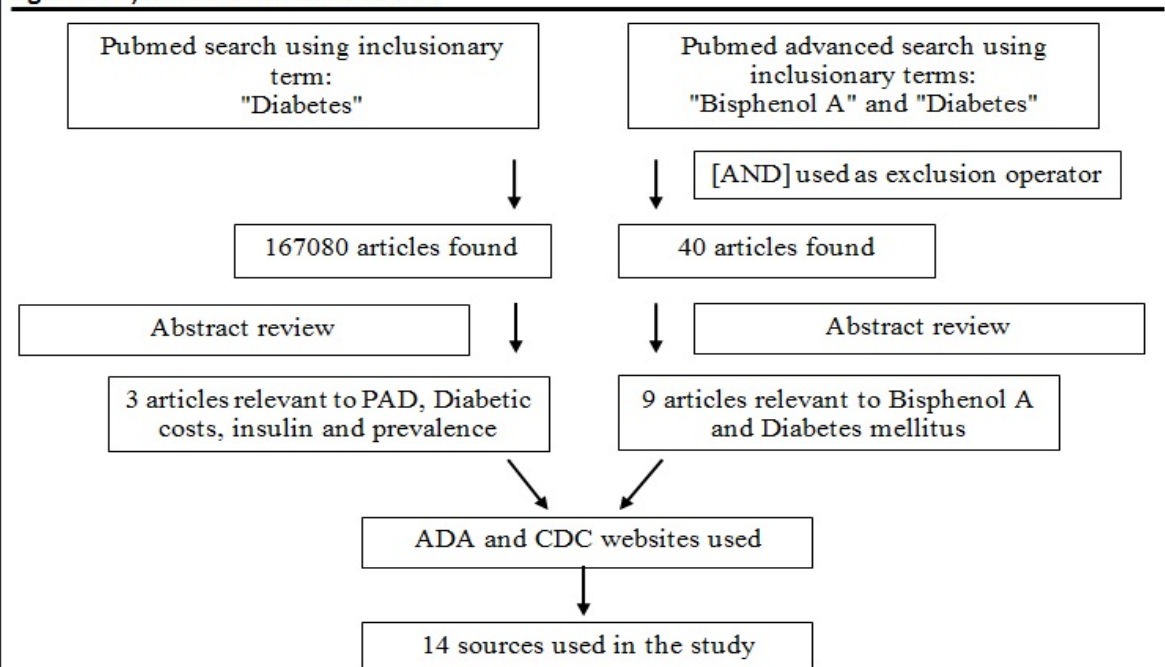 Pubmed search using inclusionary
term:
"Diabetes"
Pubmed advanced search using
inclusionary terms:
"Bisphenol A" and "Diabetes"
[AND] used as exclusion operator
167080 articles found
40 articles found
Abstract review
Abstract review
3 articles relevant to PAD, Diabetic
costs, insulin and prevalence
9 articles relevant to Bisphenol A
and Diabetes mellitus
ADA and CDC websites used
14 sources used in the study